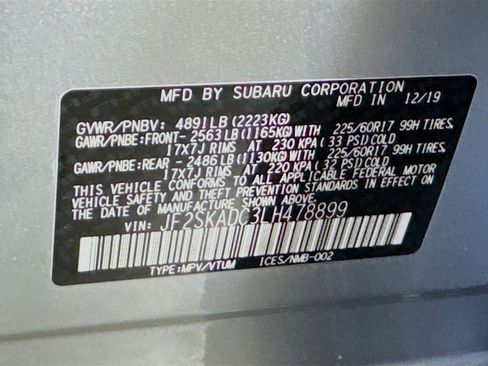 MFD BY SUBARU CORPORATION
MFD IN JAPAN 12/19
GVWR/PNBV: 4891LB (2223KG)
GAWR/PNBE:FRONT-2563LB(1165KG)WITH 225/60R17 99H TIRES,
17X7J RIMS AT 230 KPA (33 PSI)COLD
GAWR/PNBE:REAR -2486LB(1130KG)WITH 225/60R17 99H TIRES,
17X7J RIMS AT 220 KPA (32 PSI)COLD
THIS VEHICLE CONFORMS TO ALL APPLICABLE FEDERAL MOTOR
VEHICLE SAFETY AND THEFT PREVENTION STANDARDS IN EFFECT
ON THE DATE OF MANUFACTURE SHOWN ABOVE.
VIN: JF2SKADC3LH478899
TYPE:MPV/VTUM ICES/NMB-002